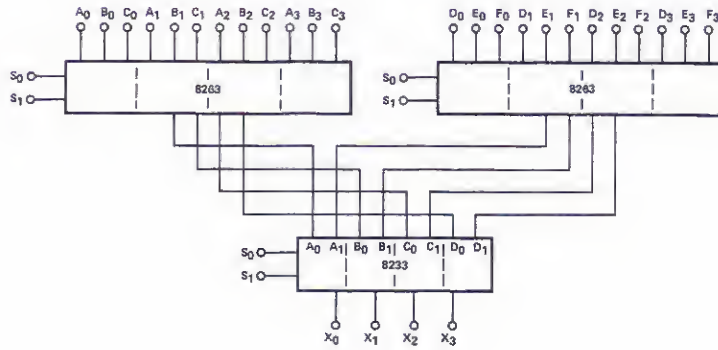 A₀ B₀ C₀ A₁ B₁ C₁ A₂ B₂ C₂ A₃ B₃ C₃
D₀ E₀ F₀ D₁ E₁ F₁ D₂ E₂ F₂ D₃ E₃ F₃
S₀
S₁
8263
S₀
S₁
8263
A₀ A₁ B₀ B₁ C₀ C₁ D₀ D₁
S₀
S₁
8233
X₀ X₁ X₂ X₃